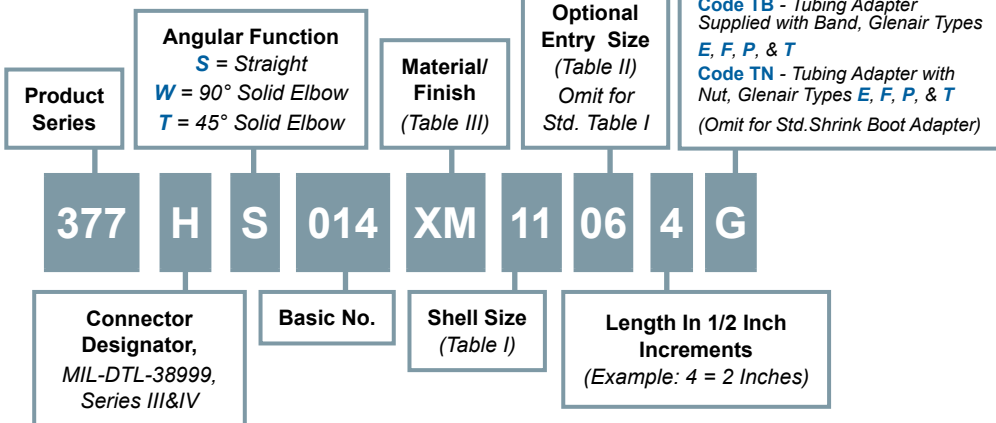 Product
Series
Angular Function
S = Straight
W = 90° Solid Elbow
T = 45° Solid Elbow
Material/
Finish
(Table III)
Optional
Entry Size
(Table II)
Omit for
Std. Table I
Code TB - Tubing Adapter
Supplied with Band, Glenair Types
E, F, P, & T
Code TN - Tubing Adapter with
Nut, Glenair Types E, F, P, & T
(Omit for Std.Shrink Boot Adapter)
377 H S 014 XM 11 06 4 G
Connector
Designator,
MIL-DTL-38999,
Series III&IV
Basic No.
Shell Size
(Table I)
Length In 1/2 Inch
Increments
(Example: 4 = 2 Inches)